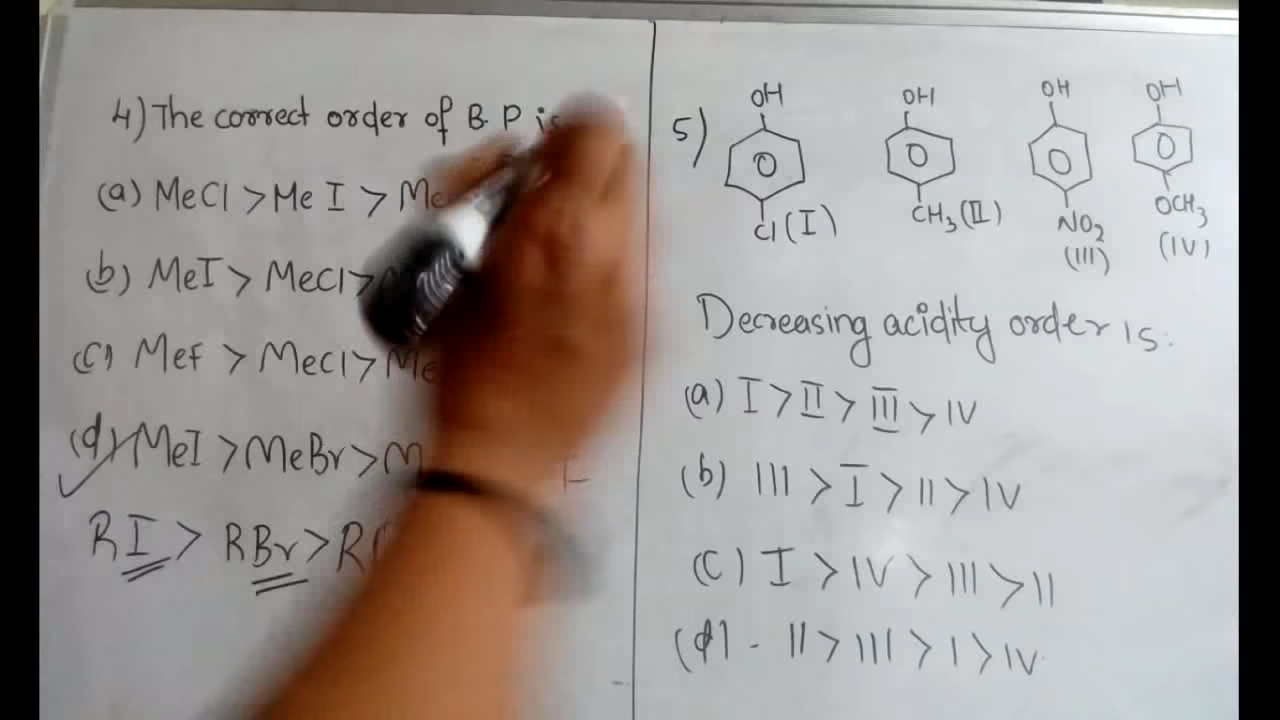 4) The correct order of B.P is
(a) MeCl > MeI > Me
(b) MeI > MeCl >
(c) MeF > MeCl > Me
(d) MeI > MeBr > M
RI > RBr > R
5)
OH OH OH OH
Cl (I) CH3 (II) NO2 (III) OCH3 (IV)
Decreasing acidity order is.
(a) I > II > III > IV
(b) III > I > II > IV
(C) I > IV > III > II
(d) - II > III > I > IV